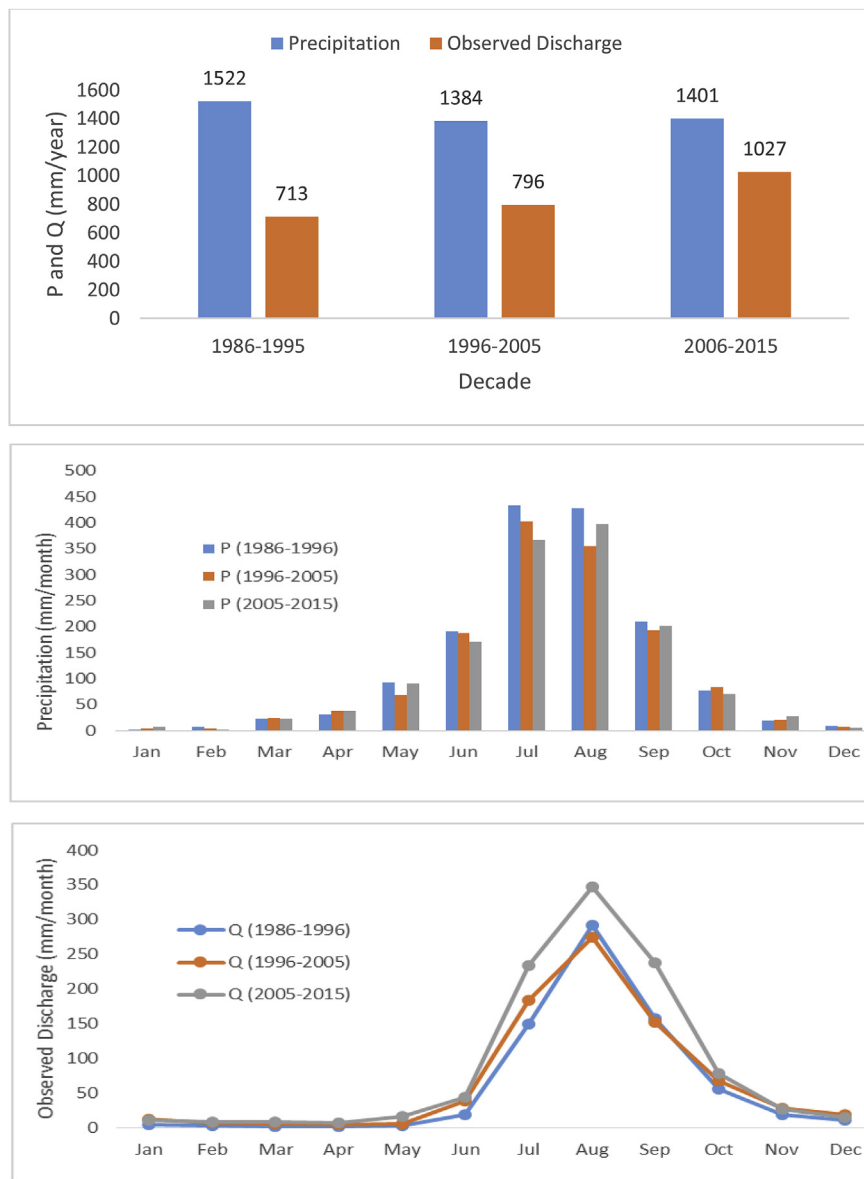 Precipitation Observed Discharge
P and Q (mm/year)
1600
1400
1200
1000
800
600
400
200
0
1522
713
1384
796
1401
1027
1986-1995 1996-2005 2006-2015
Decade
Precipitation (mm/month)
500
450
400
350
300
250
200
150
100
50
0
P (1986-1996)
P (1996-2005)
P (2005-2015)
Jan Feb Mar Apr May Jun Jul Aug Sep Oct Nov Dec
Observed Discharge (mm/month)
400
350
300
250
200
150
100
50
0
Q (1986-1996)
Q (1996-2005)
Q (2005-2015)
Jan Feb Mar Apr May Jun Jul Aug Sep Oct Nov Dec